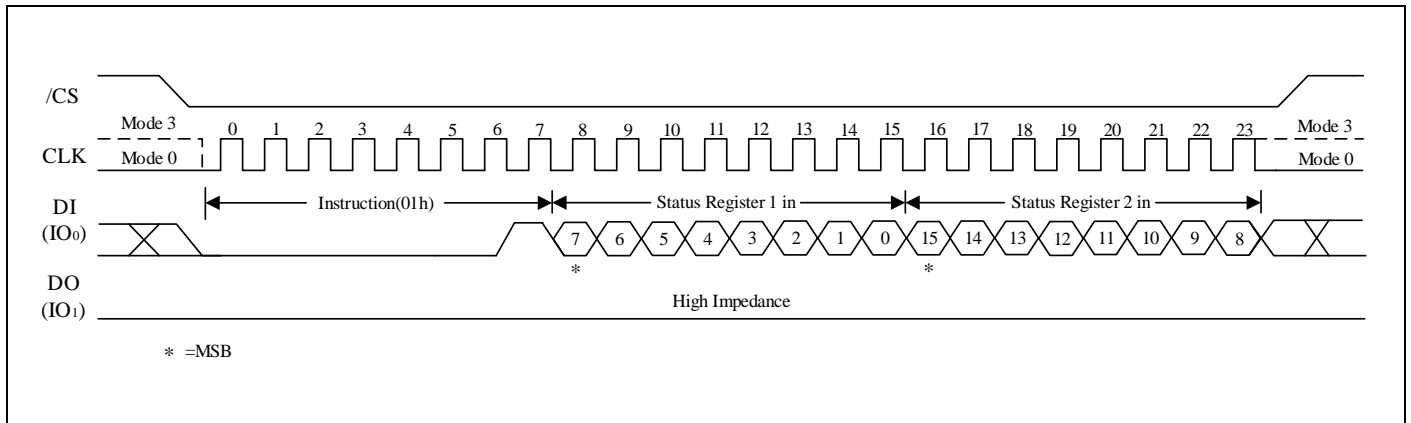 /CS
Mode 3 0 1 2 3 4 5 6 7 8 9 10 11 12 13 14 15 16 17 18 19 20 21 22 23 Mode 3
CLK Mode 0 Mode 0
DI Instruction(01h) Status Register 1 in Status Register 2 in
(IO0) 7 6 5 4 3 2 1 0 15 14 13 12 11 10 9 8
* *
DO
High Impedance
(IO1)
* =MSB